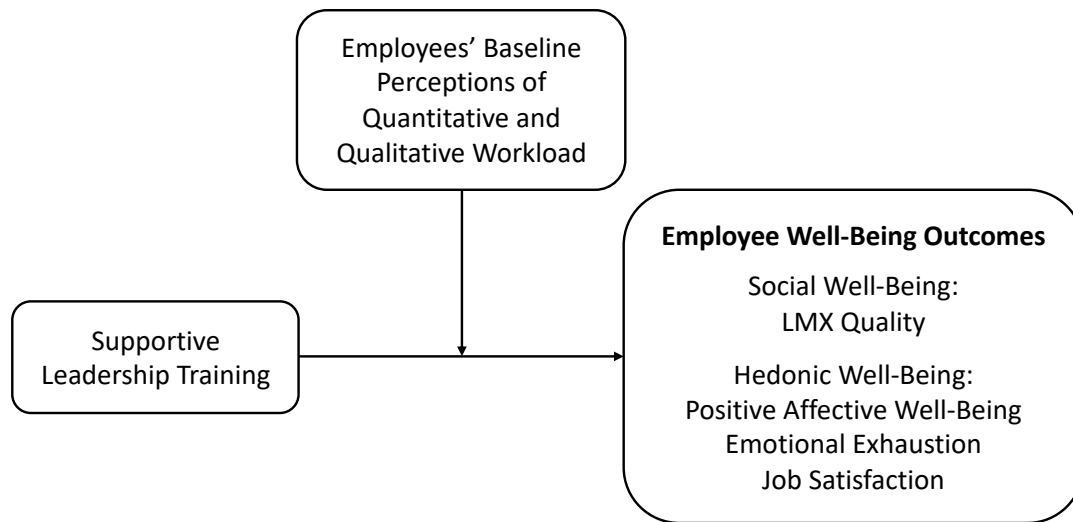 Employees’ Baseline
Perceptions of
Quantitative and
Qualitative Workload
Supportive
Leadership Training
Employee Well-Being Outcomes
Social Well-Being:
LMX Quality
Hedonic Well-Being:
Positive Affective Well-Being
Emotional Exhaustion
Job Satisfaction